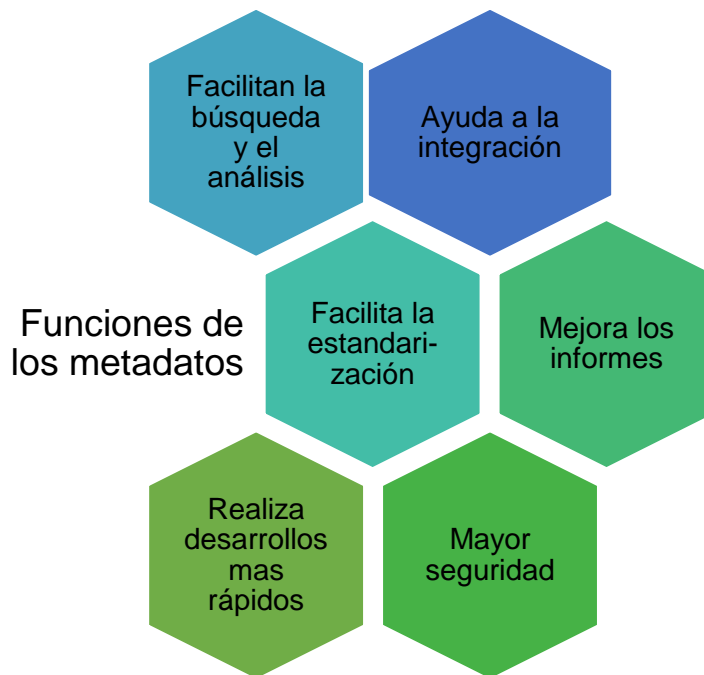 Facilitan la
búsqueda
y el
análisis
Ayuda a la
integración
Funciones de
los metadatos
Facilita la
estandari-
zación
Mejora los
informes
Realiza
desarrollos
mas
rápidos
Mayor
seguridad